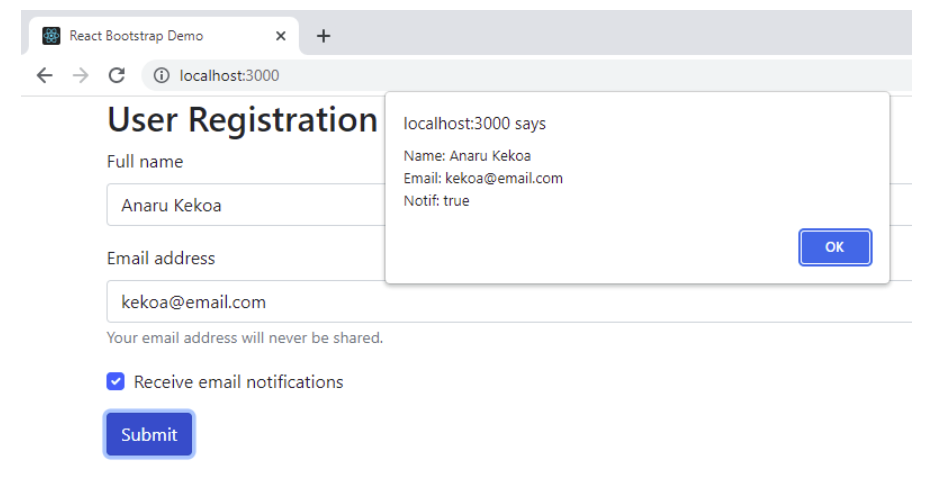 React Bootstrap Demo
localhost:3000
User Registration
Full name
Anaru Kekoa
Email address
kekoa@email.com
Your email address will never be shared.
Receive email notifications
Submit
localhost:3000 says
Name: Anaru Kekoa
Email: kekoa@email.com
Notif: true
OK